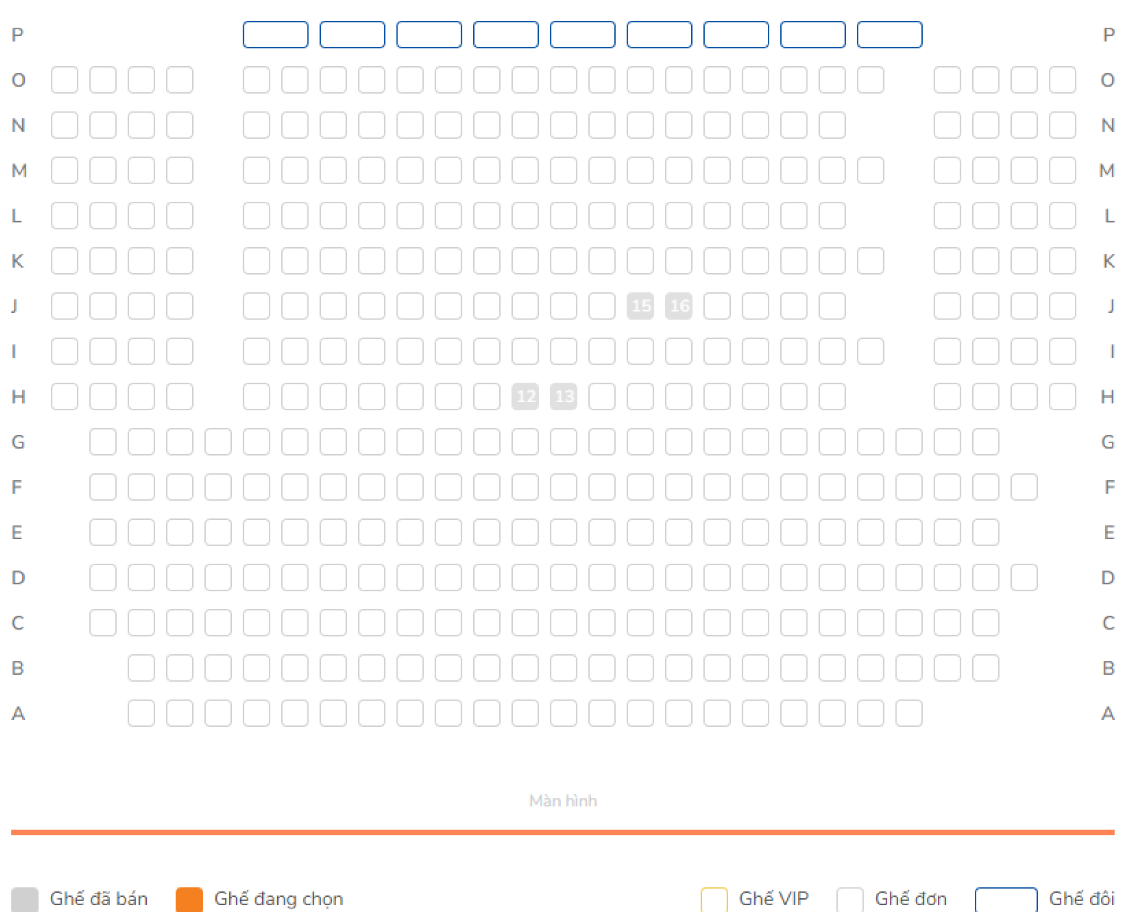 P P
O O
N N
M M
L L
K K
J 15 16 J
I I
H 12 13 H
G G
F F
E E
D D
C C
B B
A A
Màn hình
Ghế đã bán Ghế đang chọn Ghế VIP Ghế đơn Ghế đôi